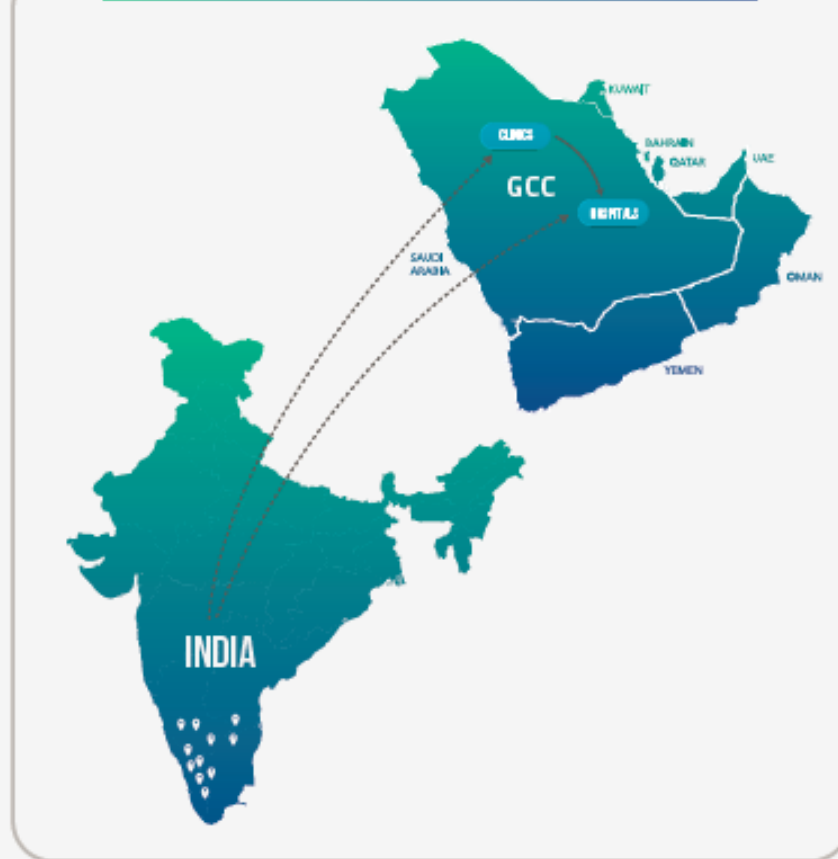 KUWAIT
CLINICS
BAHRAIN
QATAR
UAE
GCC
HOSPITALS
SAUDI
ARABIA
OMAN
YEMEN
INDIA